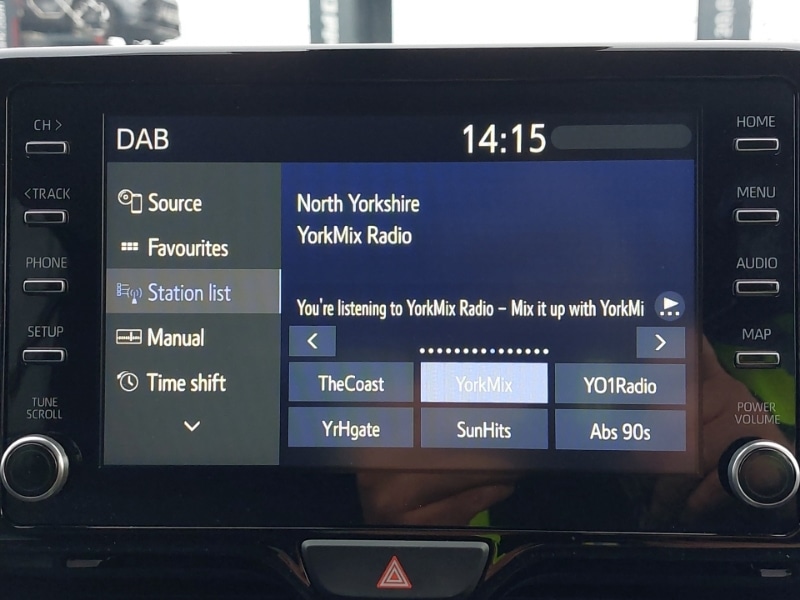 CH >
<TRACK
PHONE
SETUP
TUNE
SCROLL
DAB
14:15
Source
Favourites
Station list
Manual
Time shift
North Yorkshire
YorkMix Radio
You're listening to YorkMix Radio – Mix it up with YorkMi
TheCoast
YorkMix
YO1Radio
YrHgate
SunHits
Abs 90s
HOME
MENU
AUDIO
MAP
POWER
VOLUME